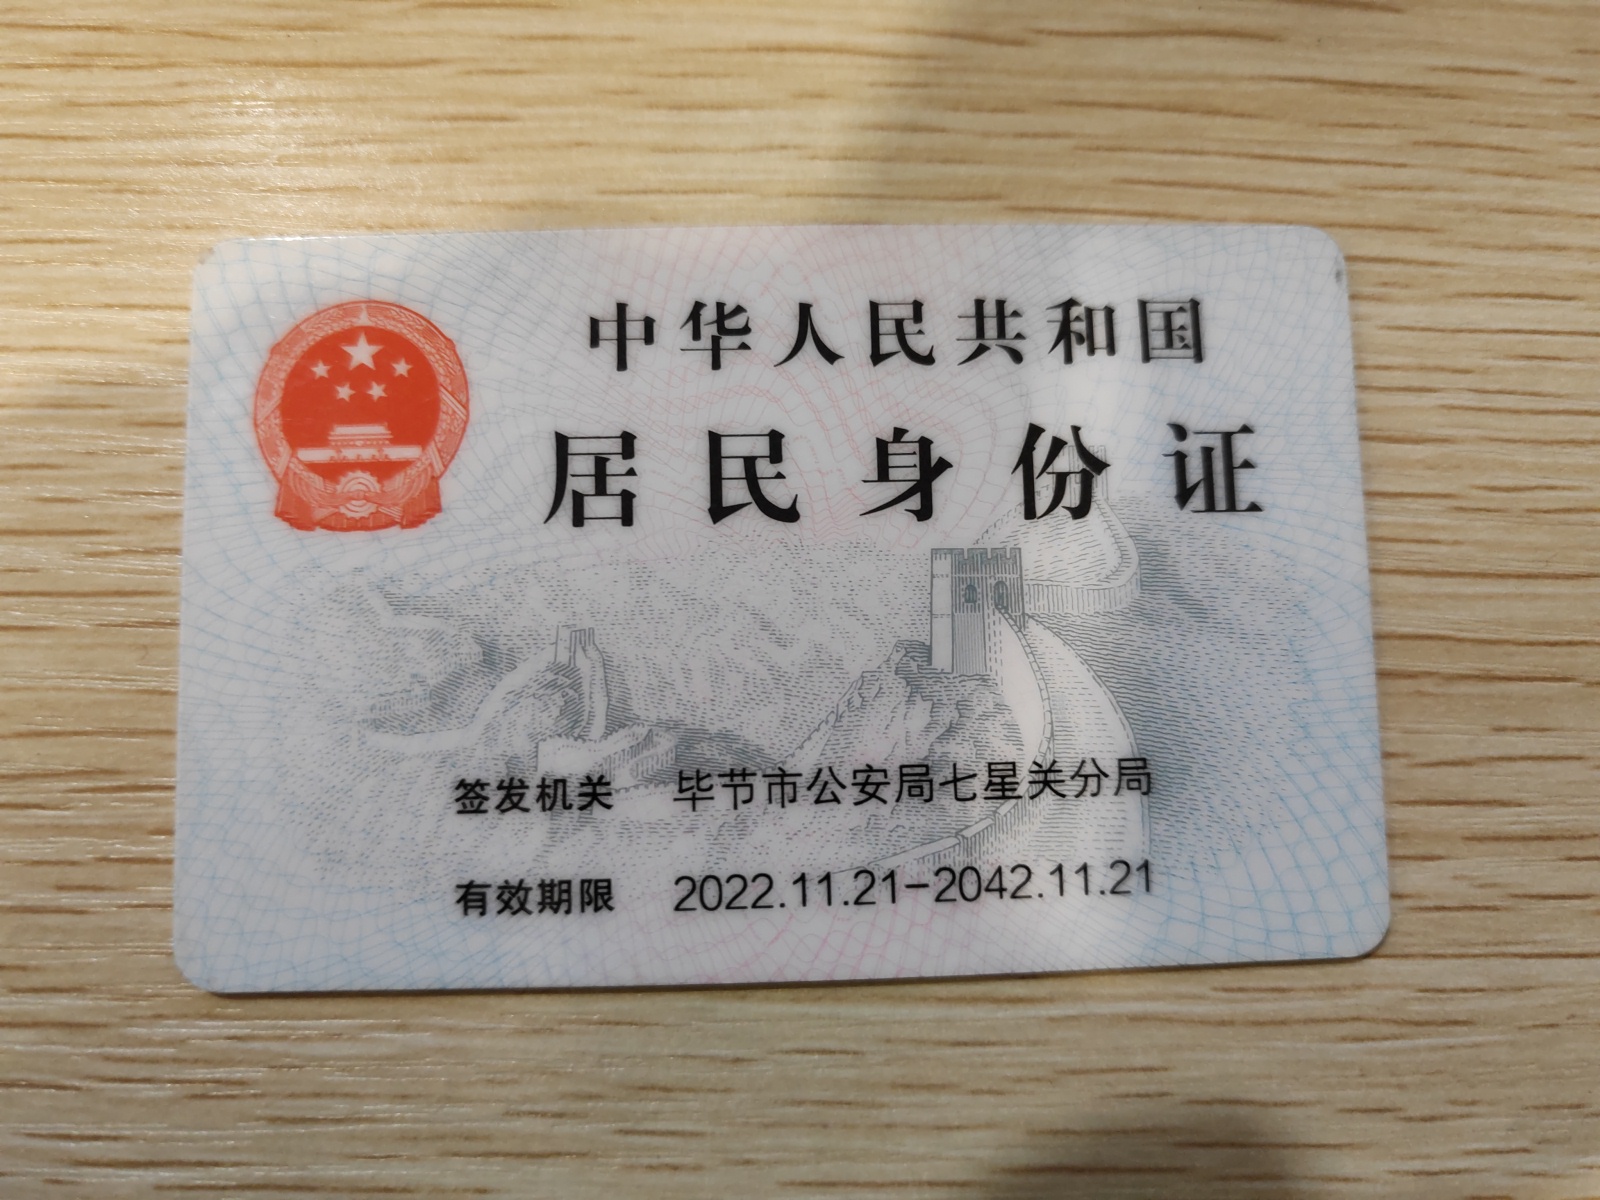 中华人民共和国
居民身份证
签发机关 毕节市公安局七星关分局
有效期限 2022.11.21-2042.11.21